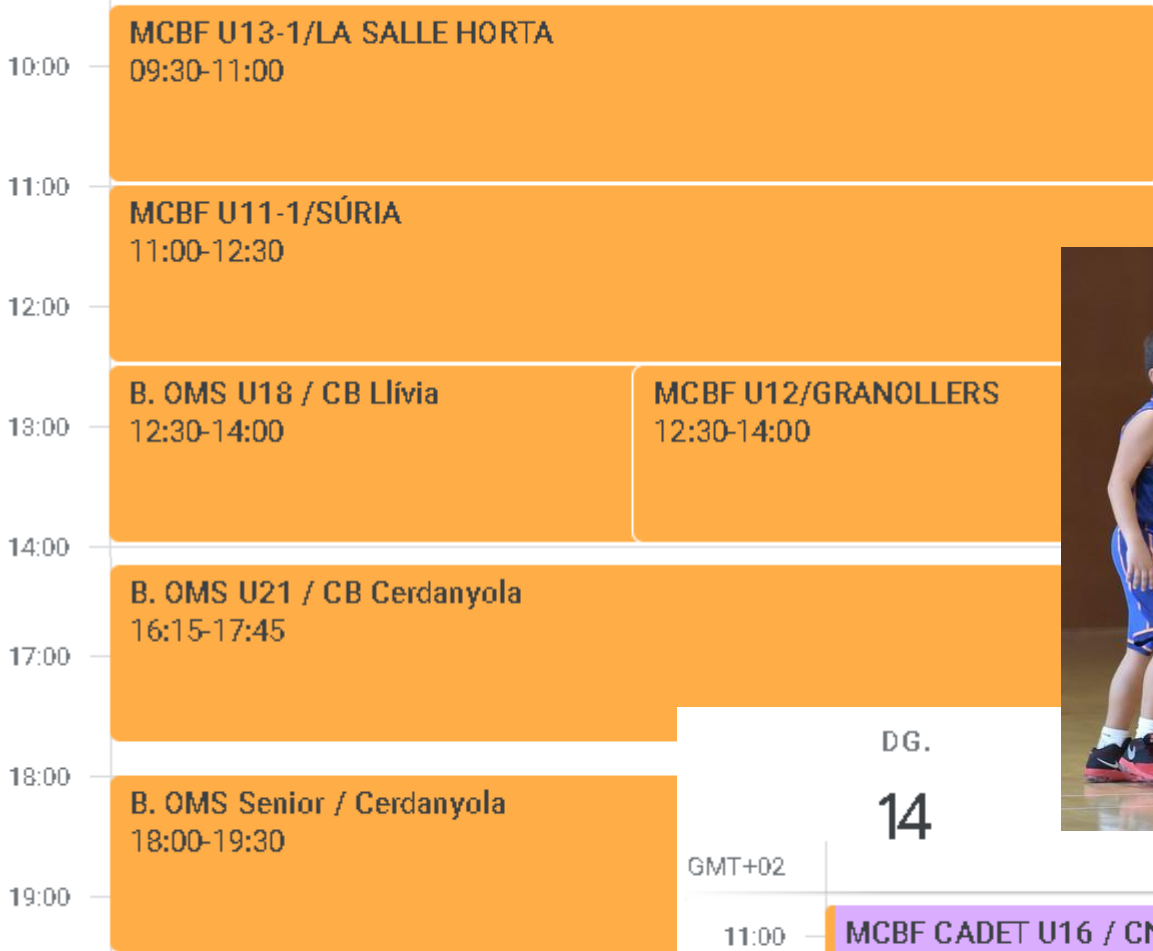 MCBF U13-1/LA SALLE HORTA
10:00
09:30-11:00
11:00
MCBF U11-1/SÚRIA
11:00-12:30
12:00
B. OMS U18 / CB Llívia
12:30-14:00
MCBF U12/GRANOLLERS
12:30-14:00
13:00
14:00
B. OMS U21 / CB Cerdanyola
16:15-17:45
17:00
18:00
B. OMS Senior / Cerdanyola
18:00-19:30
19:00
DG.
14
GMT+02
11:00
MCBF CADET U16 /